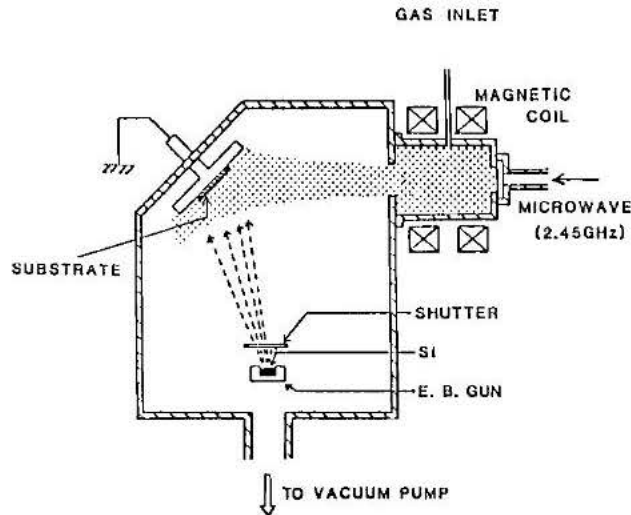 GAS INLET
MAGNETIC
COIL
MICROWAVE
(2.45GHz)
SUBSTRATE
SHUTTER
Si
E. B. GUN
TO VACUUM PUMP